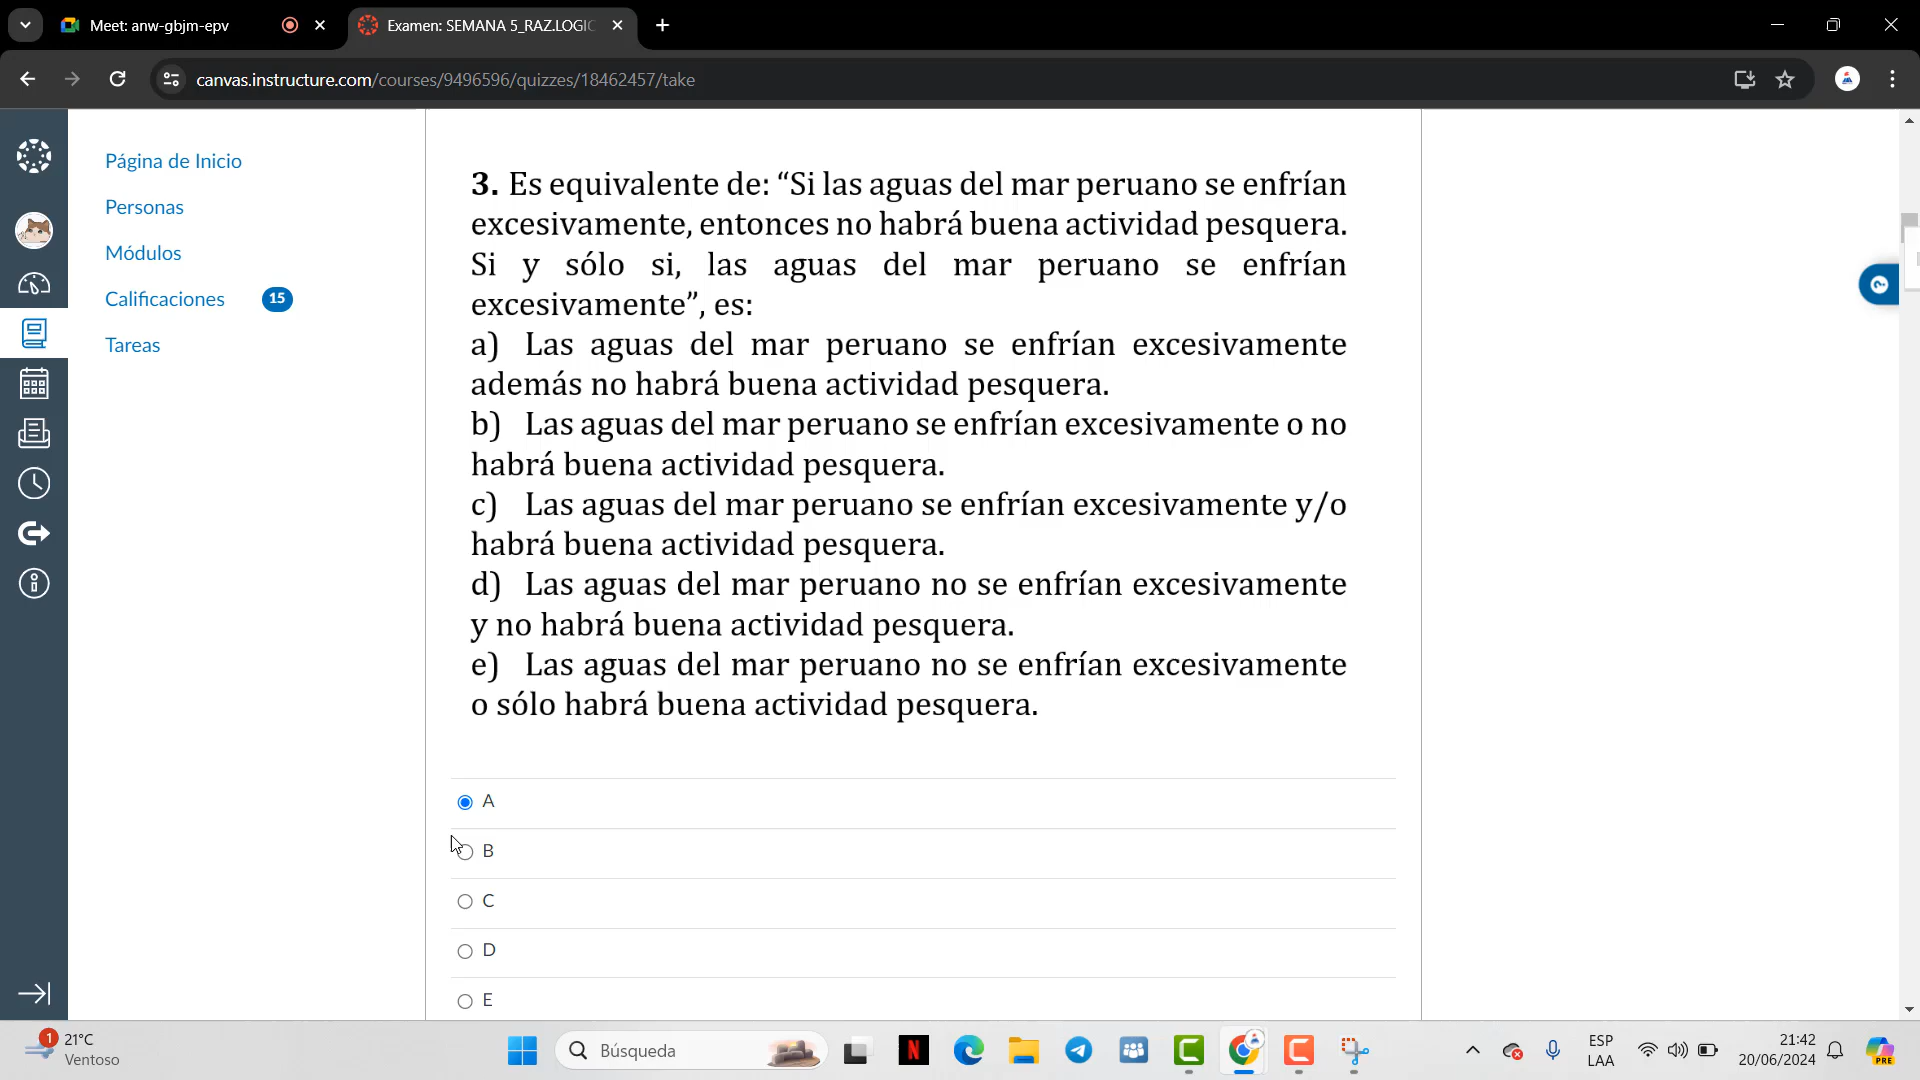 Meet: anw-gbjm-epv
Examen: SEMANA 5_RAZ.LOGIC
canvas.instructure.com/courses/9496596/quizzes/18462457/take
Página de Inicio
Personas
Módulos
Calificaciones 15
Tareas
3. Es equivalente de: “Si las aguas del mar peruano se enfrían
excesivamente, entonces no habrá buena actividad pesquera.
Si y sólo si, las aguas del mar peruano se enfrían
excesivamente”, es:
a) Las aguas del mar peruano se enfrían excesivamente
además no habrá buena actividad pesquera.
b) Las aguas del mar peruano se enfrían excesivamente o no
habrá buena actividad pesquera.
c) Las aguas del mar peruano se enfrían excesivamente y/o
habrá buena actividad pesquera.
d) Las aguas del mar peruano no se enfrían excesivamente
y no habrá buena actividad pesquera.
e) Las aguas del mar peruano no se enfrían excesivamente
o sólo habrá buena actividad pesquera.
A
B
C
D
E
1
21°C
Ventoso
Búsqueda
N
ESP
LAA
21:42
20/06/2024
PRE